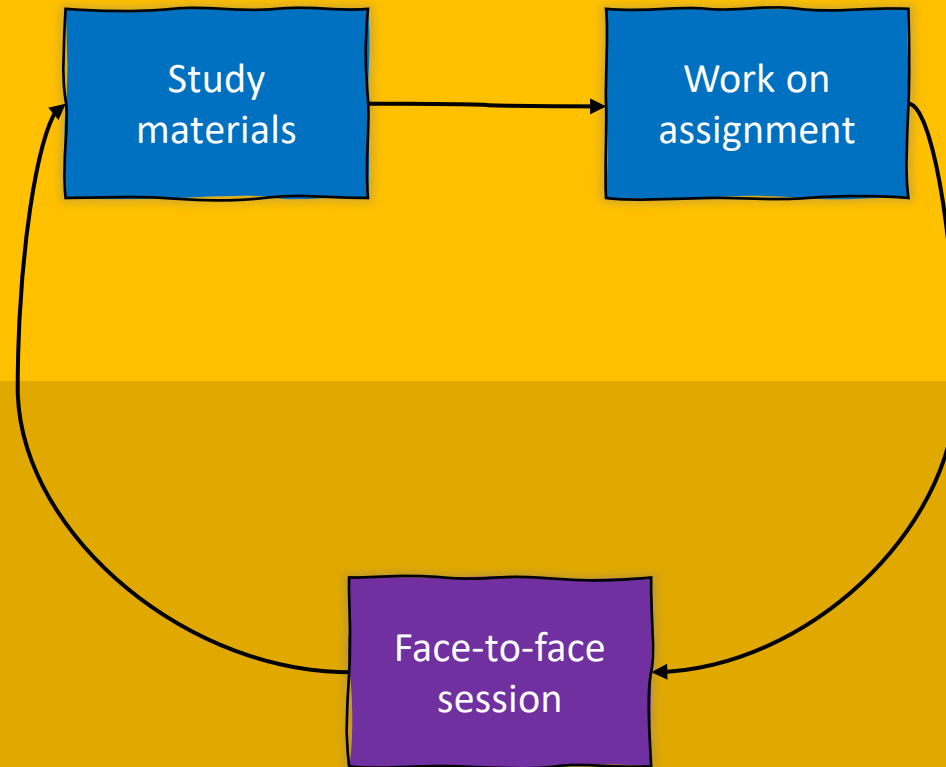 Study
materials
Work on
assignment
Face-to-face
session